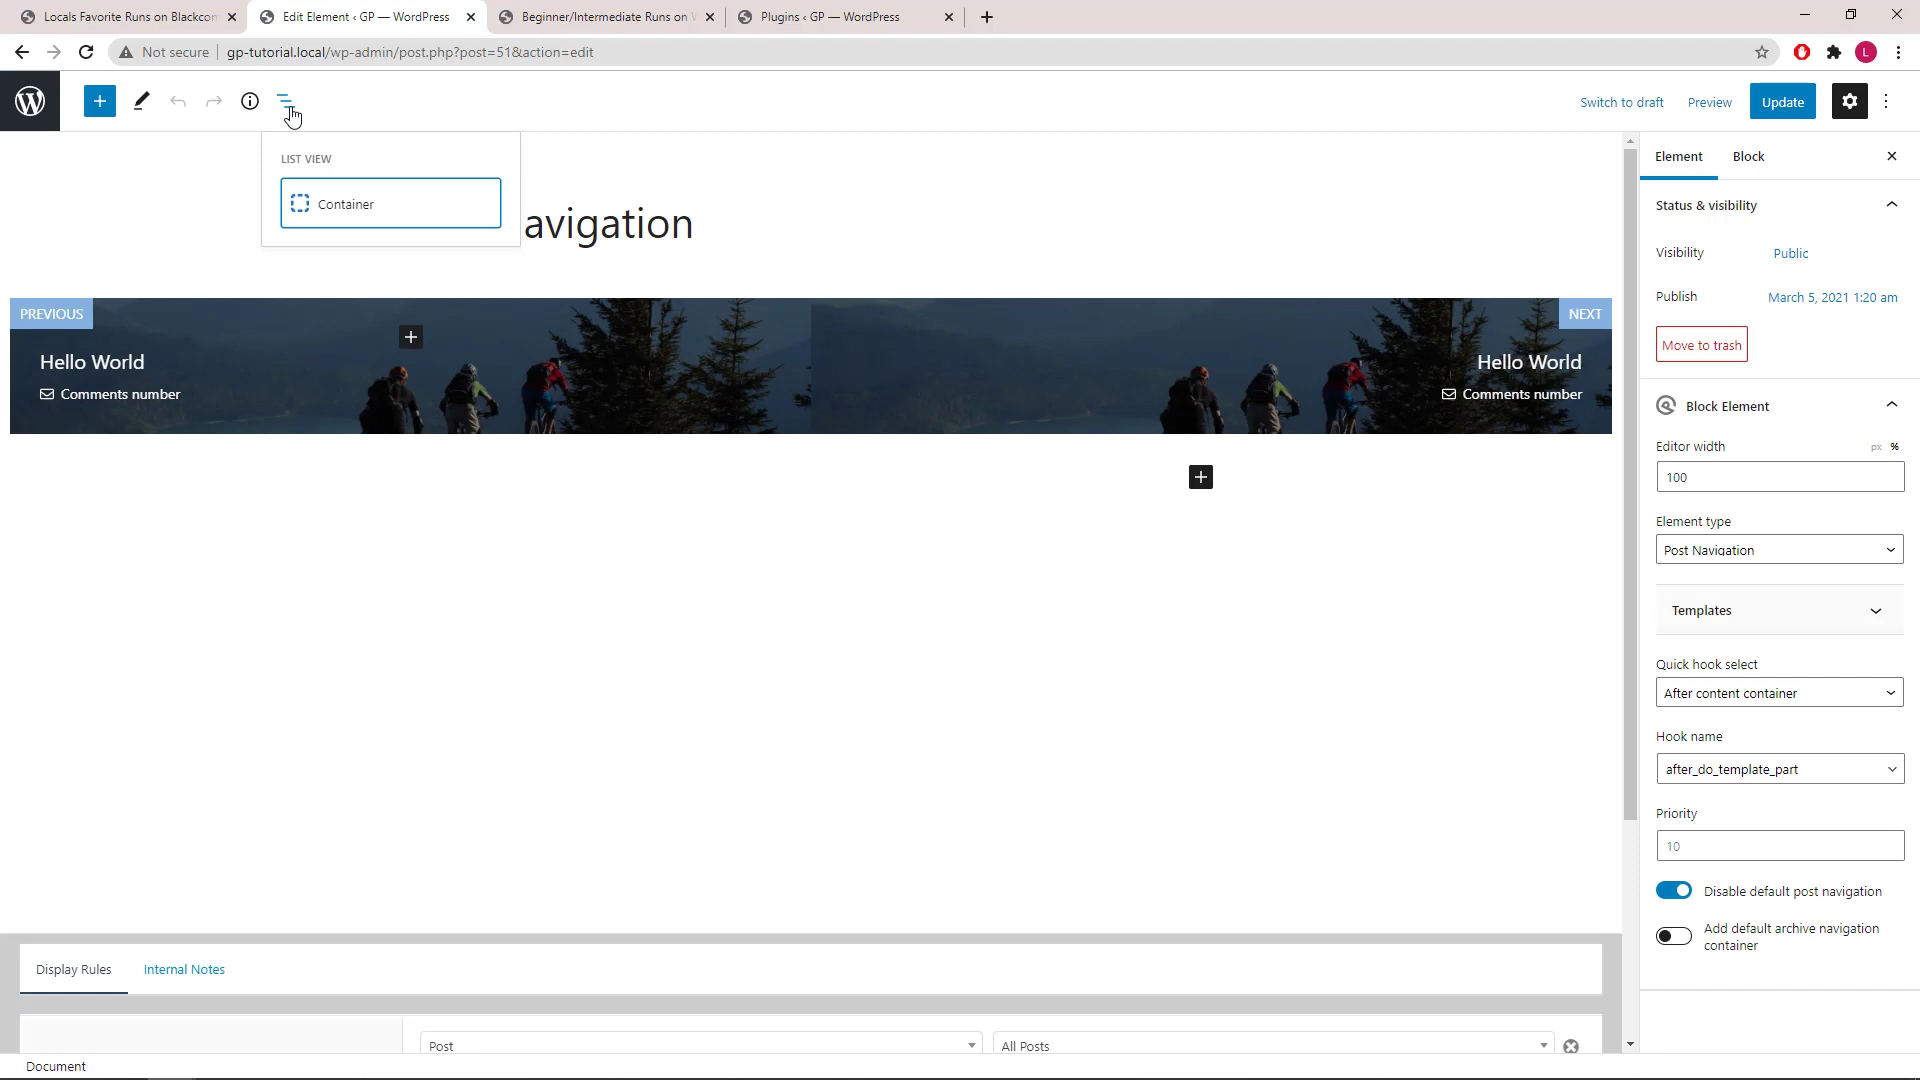 Locals Favorite Runs on Blackcom
Edit Element ‹ GP — WordPress
Beginner/Intermediate Runs on W
Plugins ‹ GP — WordPress
Not secure
gp-tutorial.local/wp-admin/post.php?post=51&action=edit
L
Switch to draft
Preview
Update
LIST VIEW
Container
avigation
PREVIOUS
Hello World
Comments number
NEXT
Hello World
Comments number
Element
Block
Status & visibility
Visibility
Public
Publish
March 5, 2021 1:20 am
Move to trash
Block Element
Editor width
px
%
100
Element type
Post Navigation
Templates
Quick hook select
After content container
Hook name
after_do_template_part
Priority
10
Disable default post navigation
Add default archive navigation
container
Display Rules
Internal Notes
Post
All Posts
Document